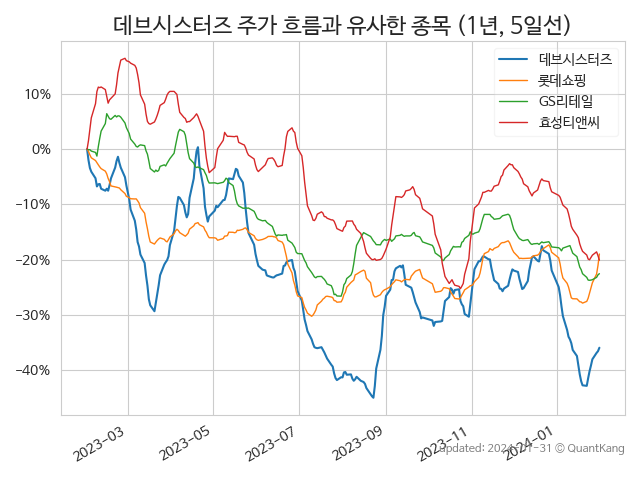 데브시스터즈 주가 흐름과 유사한 종목 (1년, 5일선)
데브시스터즈
롯데쇼핑
GS리테일
효성티앤씨
10%
0%
−10%
−20%
−30%
−40%
2023-03
2023-05
2023-07
2023-09
2023-11
2024-01
updated: 2024-01-31 © QuantKang